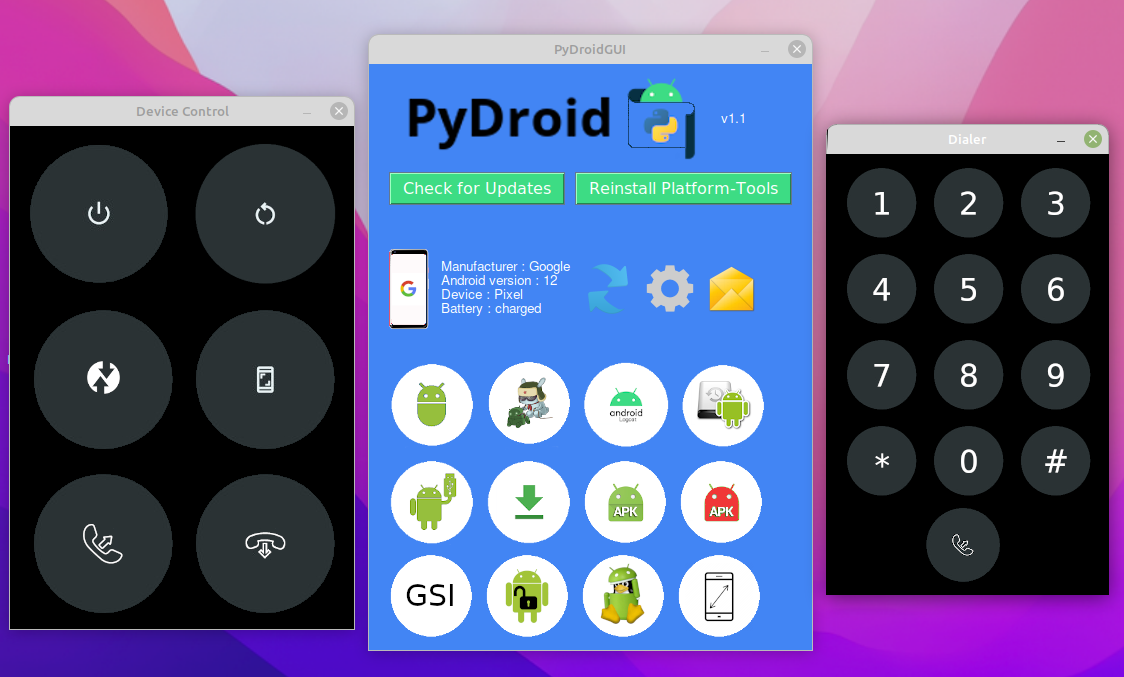 Device Control
PyDroidGUI
PyDroid
v1.1
Check for Updates
Reinstall Platform-Tools
Manufacturer : Google
Android version : 12
Device : Pixel
Battery : charged
android
Logcat
APK
APK
GSI
Dialer
1 2 3
4 5 6
7 8 9
* 0 #